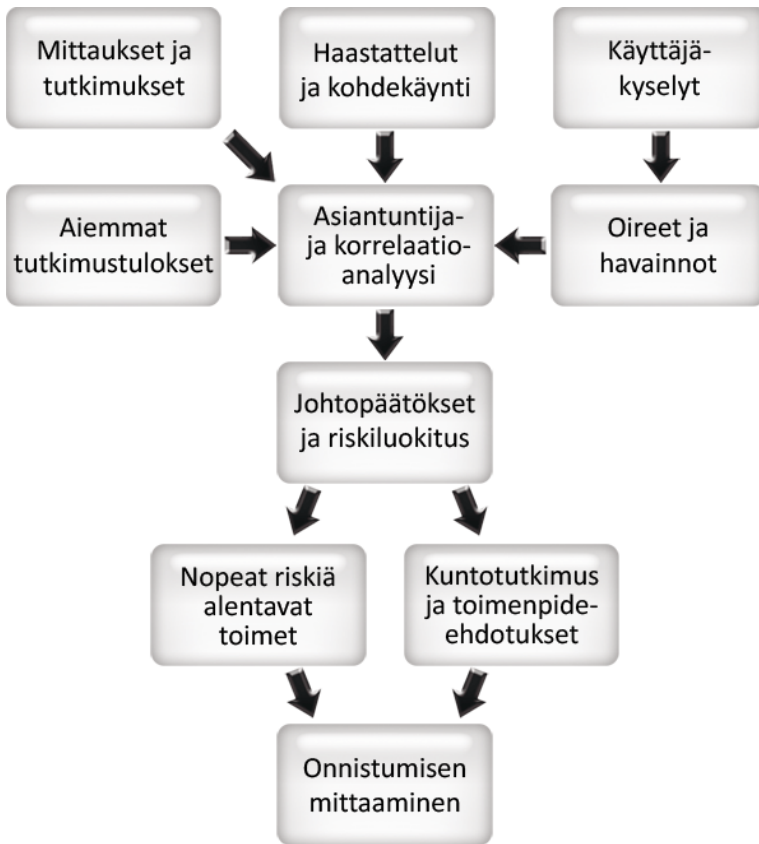 Mittaukset ja
tutkimukset
Haastattelut
ja kohdekäynti
Käyttäjä-
kyselyt
Aiemmat
tutkimustulokset
Asiantuntija-
ja korrelaatio-
analyysi
Oireet ja
havainnot
Johtopäätökset
ja riskiluokitus
Nopeat riskiä
alentavat
toimet
Kuntotutkimus
ja toimenpide-
ehdotukset
Onnistumisen
mittaaminen